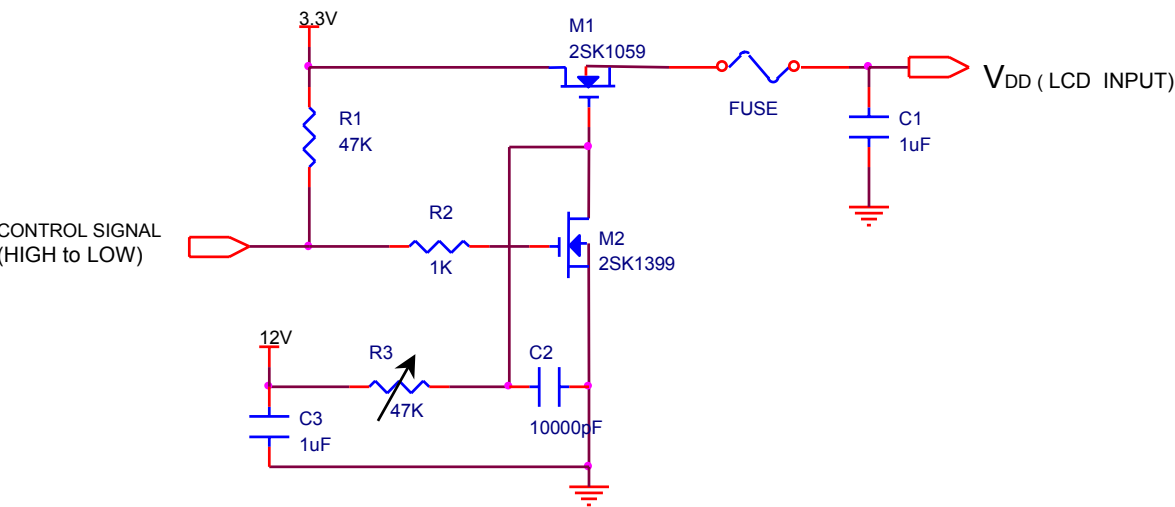 3.3V
M1
2SK1059
VDD ( LCD INPUT)
FUSE
R1
47K
C1
1uF
CONTROL SIGNAL
(HIGH to LOW)
R2
1K
M2
2SK1399
12V
R3
47K
C2
10000pF
C3
1uF